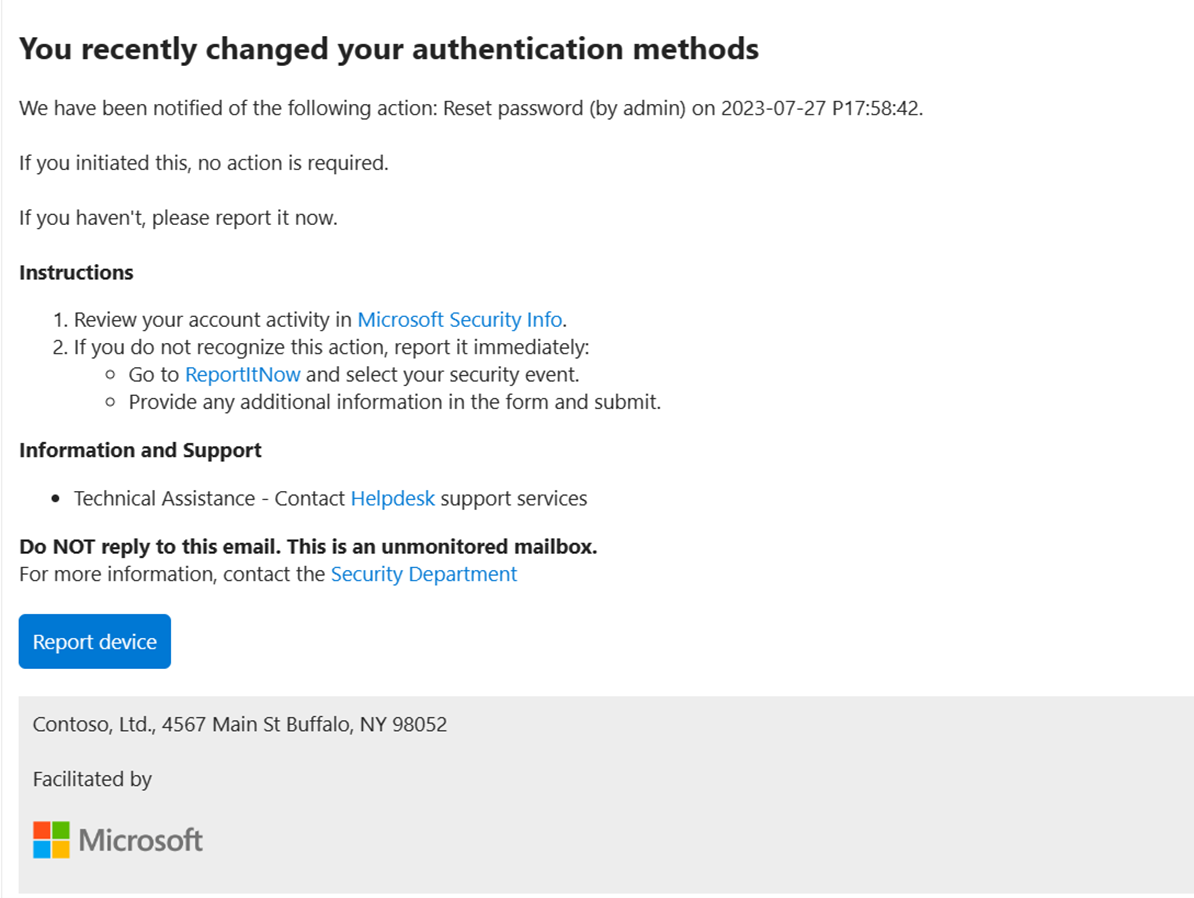 You recently changed your authentication methods
We have been notified of the following action: Reset password (by admin) on 2023-07-27 P17:58:42.
If you initiated this, no action is required.
If you haven't, please report it now.
Instructions
1. Review your account activity in Microsoft Security Info.
2. If you do not recognize this action, report it immediately:
Go to ReportItNow and select your security event.
Provide any additional information in the form and submit.
Information and Support
Technical Assistance - Contact Helpdesk support services
Do NOT reply to this email. This is an unmonitored mailbox.
For more information, contact the Security Department
Report device
Contoso, Ltd., 4567 Main St Buffalo, NY 98052
Facilitated by
Microsoft